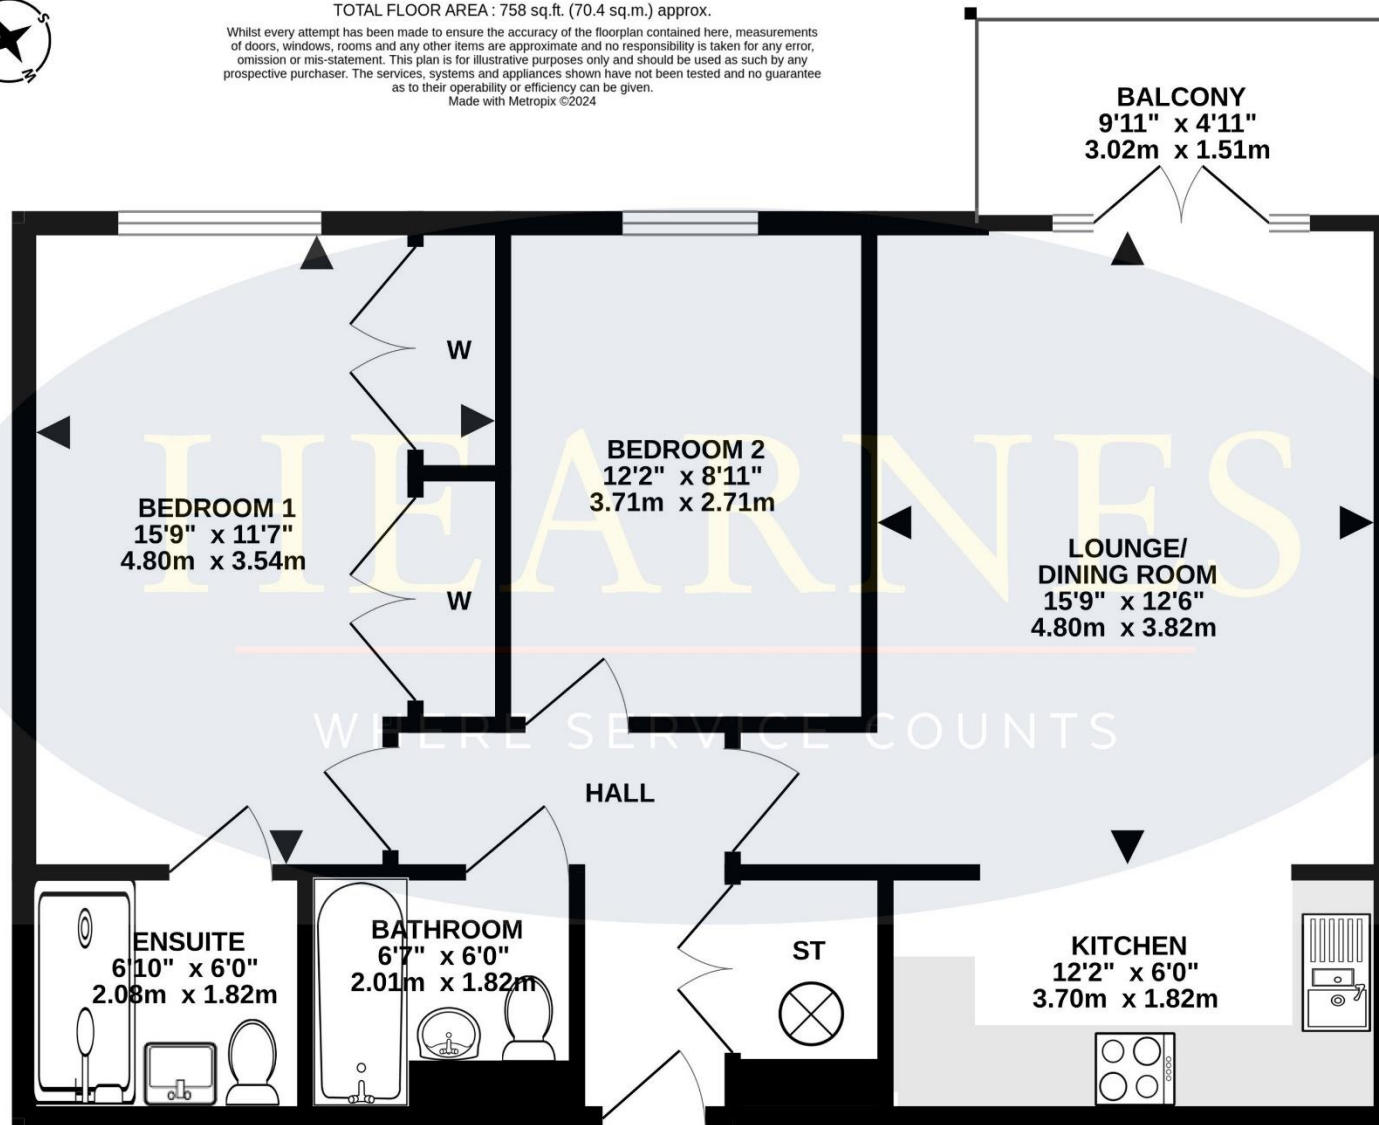 TOTAL FLOOR AREA : 758 sq.ft. (70.4 sq.m.) approx.
Whilst every attempt has been made to ensure the accuracy of the floorplan contained here, measurements
of doors, windows, rooms and any other items are approximate and no responsibility is taken for any error,
omission or mis-statement. This plan is for illustrative purposes only and should be used as such by any
prospective purchaser. The services, systems and appliances shown have not been tested and no guarantee
as to their operability or efficiency can be given.
Made with Metropix ©2024
S
W
BALCONY
9'11" x 4'11"
3.02m x 1.51m
W
BEDROOM 1
15'9" x 11'7"
4.80m x 3.54m
W
BEDROOM 2
12'2" x 8'11"
3.71m x 2.71m
LOUNGE/
DINING ROOM
15'9" x 12'6"
4.80m x 3.82m
HEARNES
WHERE SERVICE COUNTS
HALL
ENSUITE
6'10" x 6'0"
2.08m x 1.82m
BATHROOM
6'7" x 6'0"
2.01m x 1.82m
ST
KITCHEN
12'2" x 6'0"
3.70m x 1.82m